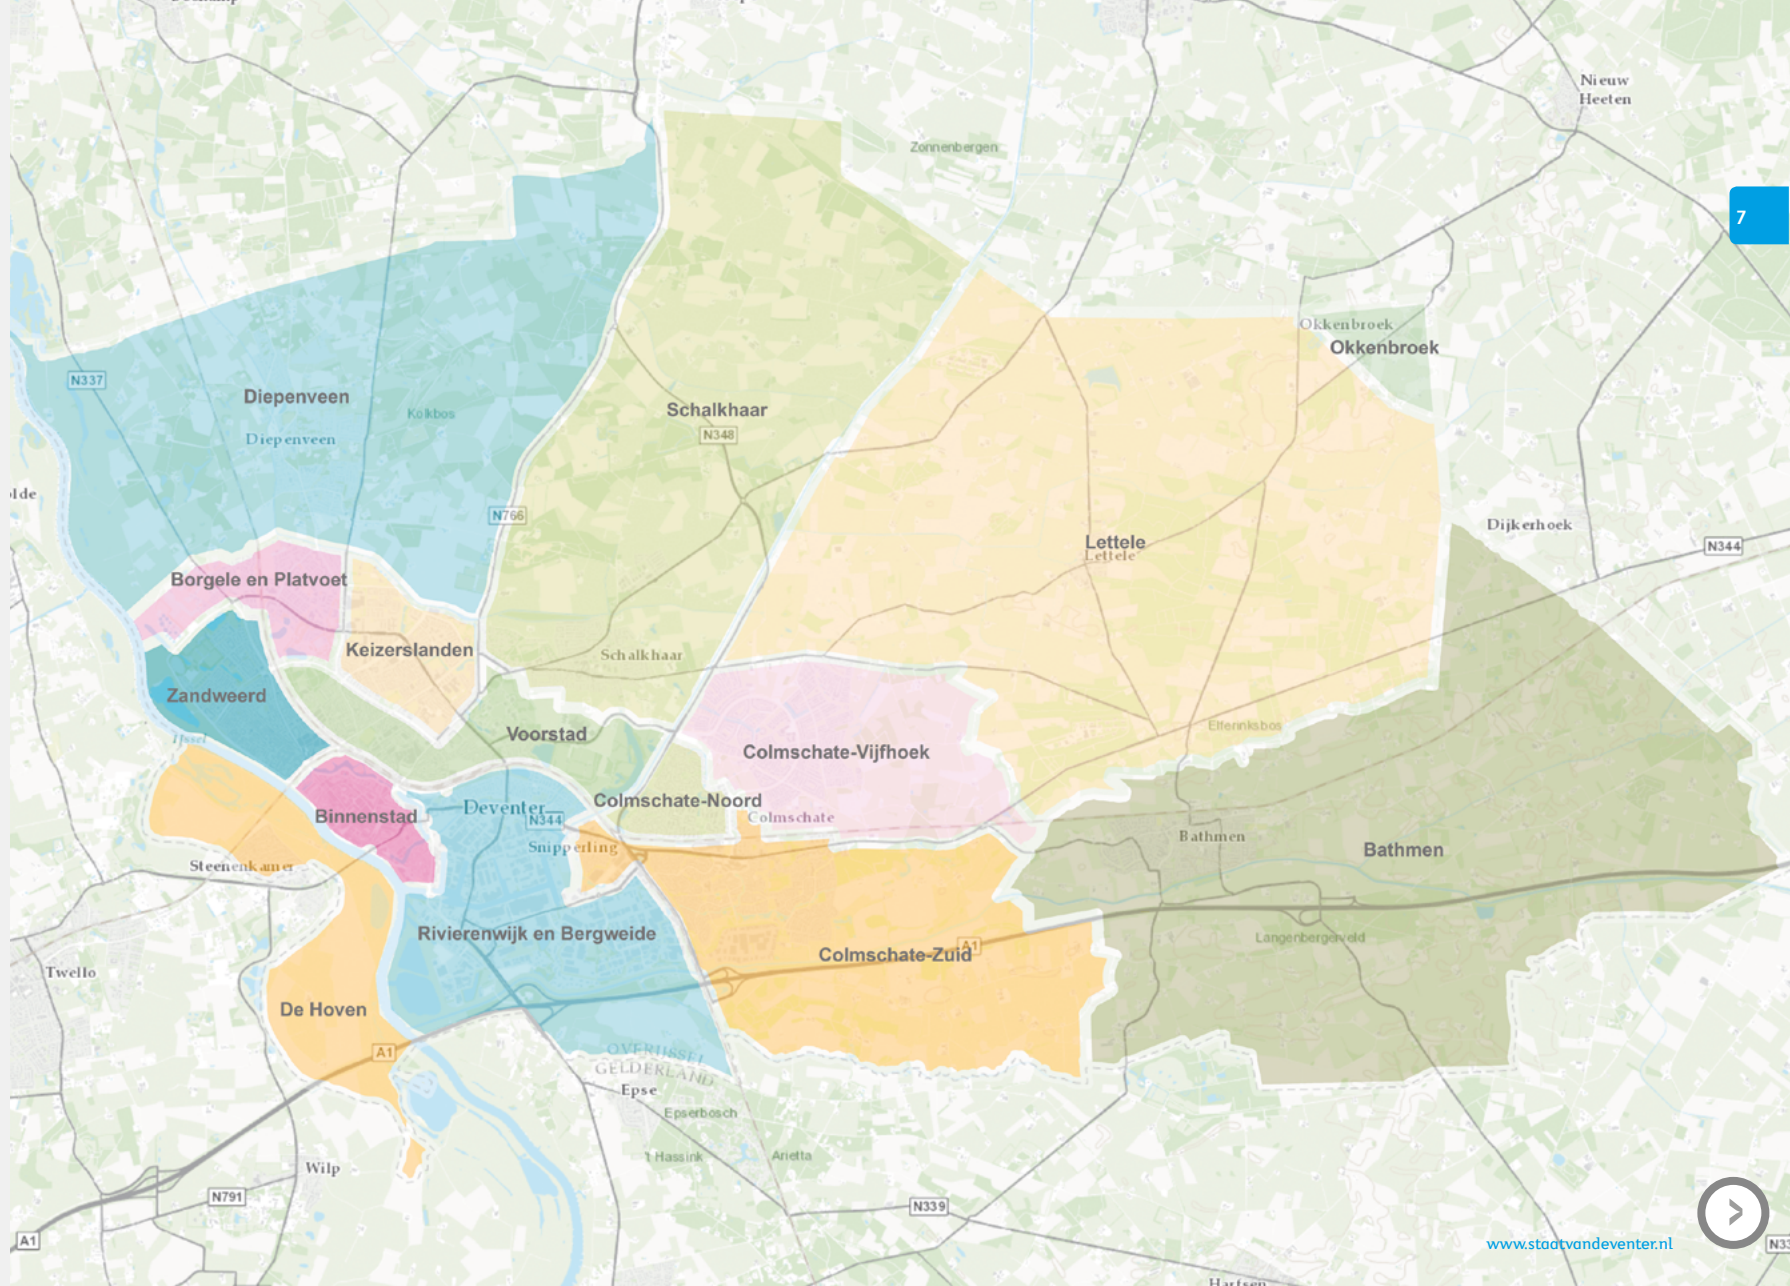 Nieuw
Heeten
Zonnenbergen
7
Okkenbroek
Okkenbroek
N337
Diepenveen
Kolkbos
Diepenveen
Schalkhaar
N348
N766
Dijkerhoek
N344
Lettele
Lettele
Borgele en Platvoet
Keizerslanden
Schalkhaar
Zandweerd
Elferinksbos
Voorstad
IJssel
Colmschate-Vijfhoek
Colmschate-Noord
Deventer
Binnenstad
N344
Colmschate
Bathmen
Snipperling
Bathmen
Steenenkamer
Rivierenwijk en Bergweide
Langenbergerveld
A1
Colmschate-Zuid
Twello
De Hoven
A1
OVERIJSSEL
GELDERLAND
Epse
Epserbosch
't Hassink
Arietta
Wilp
N791
N339
A1
www.staatvandeventer.nl